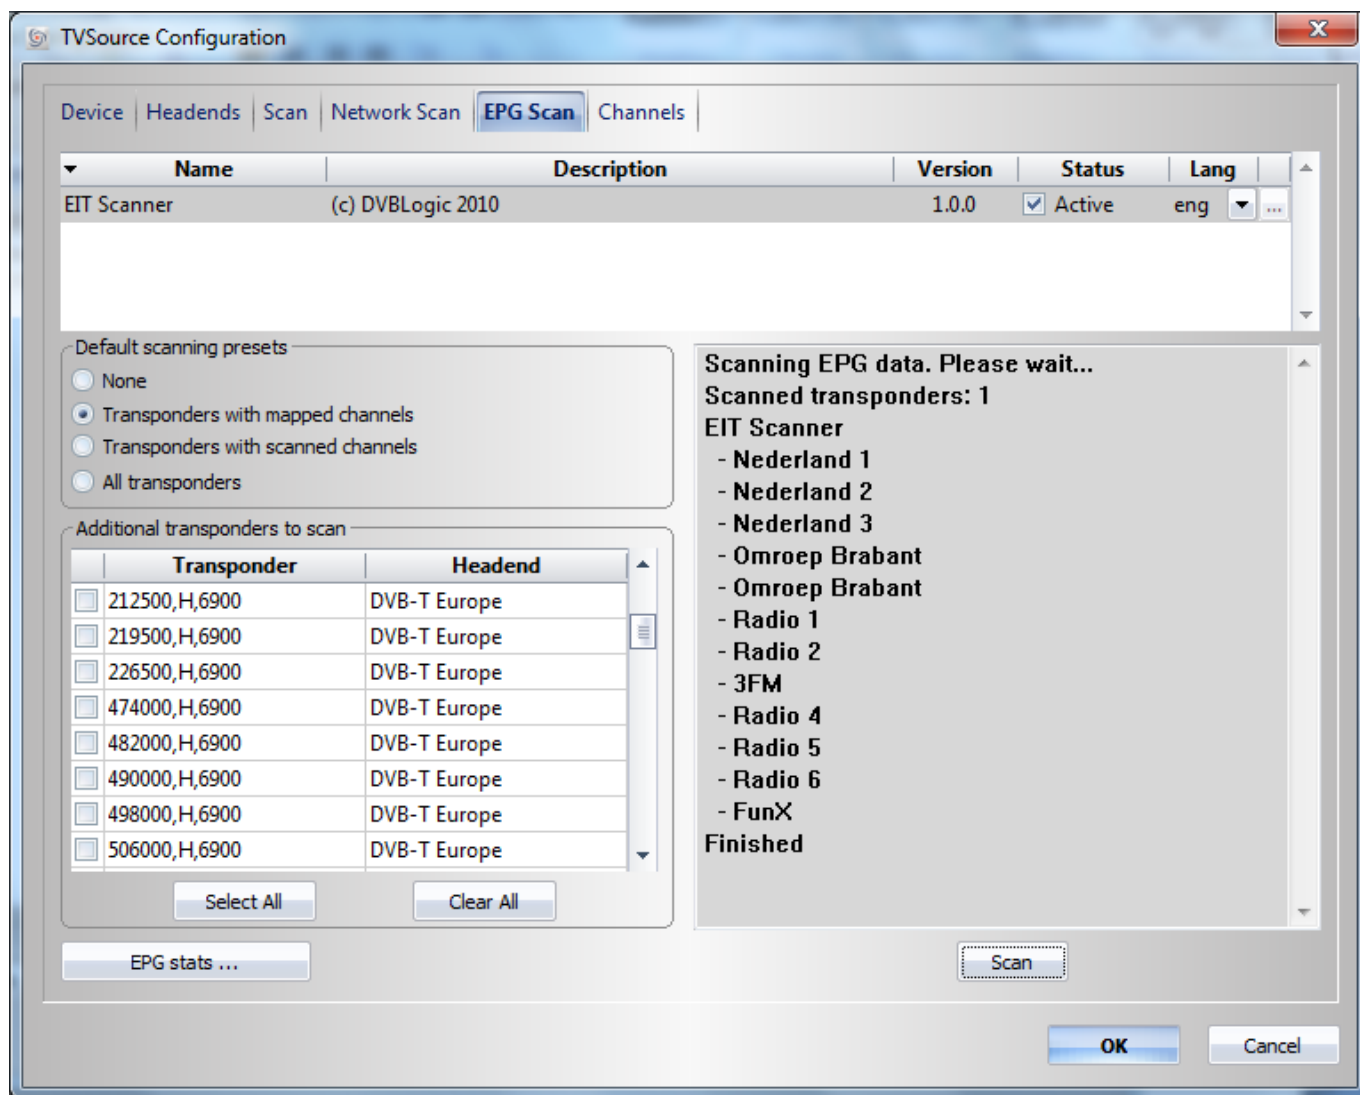 TVSource Configuration
Device Headends Scan Network Scan EPG Scan Channels
Name Description Version Status Lang
EIT Scanner (c) DVBLogic 2010 1.0.0 Active eng ...
Default scanning presets
None
Transponders with mapped channels
Transponders with scanned channels
All transponders
Additional transponders to scan
Transponder Headend
212500,H,6900 DVB-T Europe
219500,H,6900 DVB-T Europe
226500,H,6900 DVB-T Europe
474000,H,6900 DVB-T Europe
482000,H,6900 DVB-T Europe
490000,H,6900 DVB-T Europe
498000,H,6900 DVB-T Europe
506000,H,6900 DVB-T Europe
Select All Clear All
EPG stats ...
Scanning EPG data. Please wait...
Scanned transponders: 1
EIT Scanner
- Nederland 1
- Nederland 2
- Nederland 3
- Omroep Brabant
- Omroep Brabant
- Radio 1
- Radio 2
- 3FM
- Radio 4
- Radio 5
- Radio 6
- FunX
Finished
Scan
OK Cancel